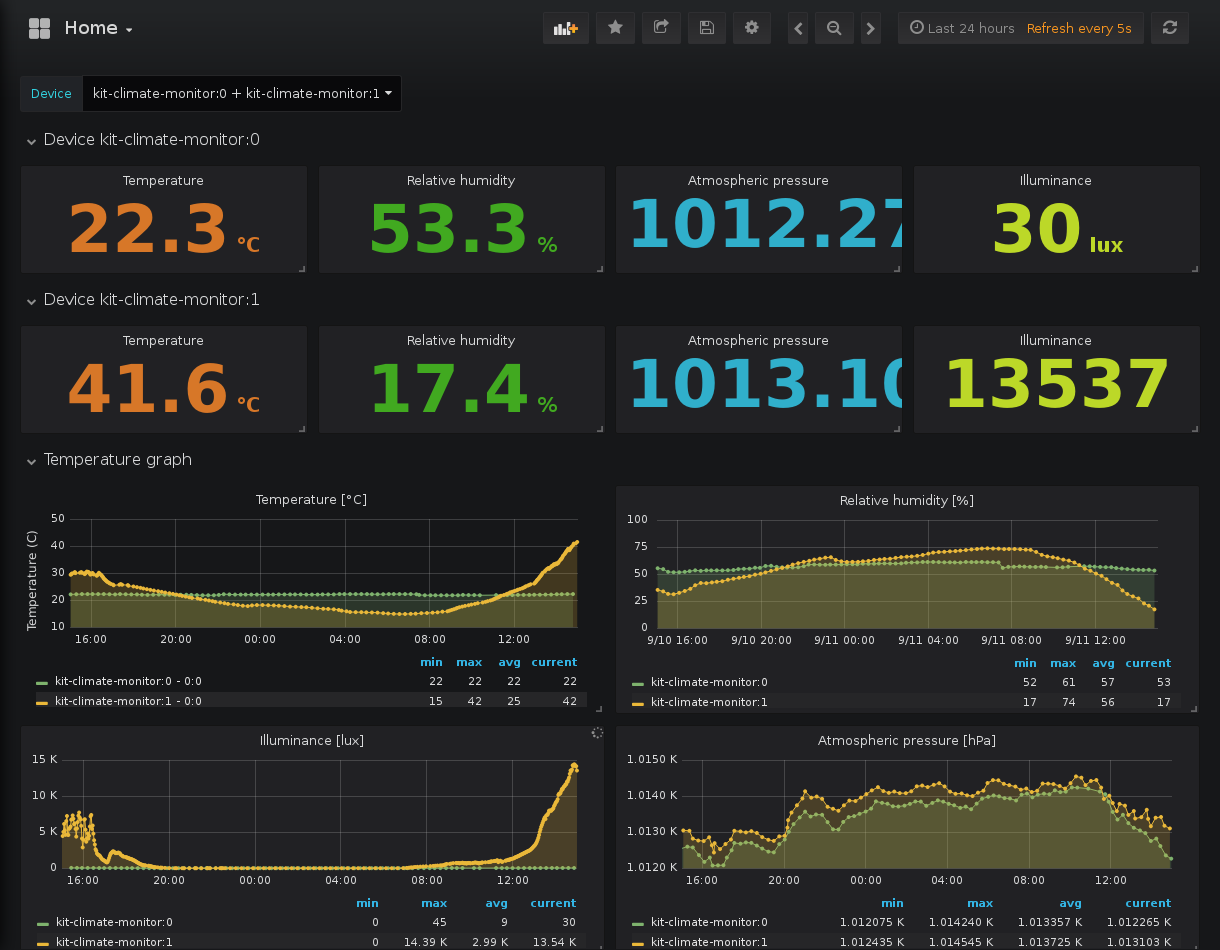 Home
Last 24 hours Refresh every 5s
Device kit-climate-monitor:0 + kit-climate-monitor:1
Device kit-climate-monitor:0
Temperature Relative humidity Atmospheric pressure Illuminance
22.3 °C 53.3 % 1012.27 30 lux
Device kit-climate-monitor:1
Temperature Relative humidity Atmospheric pressure Illuminance
41.6 °C 17.4 % 1013.10 13537
Temperature graph
Temperature [°C]
Temperature (C)
50
40
30
20
10
16:00 20:00 00:00 04:00 08:00 12:00
min max avg current
kit-climate-monitor:0 - 0:0 22 22 22 22
kit-climate-monitor:1 - 0:0 15 42 25 42
Relative humidity [%]
100
75
50
25
0
9/10 16:00 9/10 20:00 9/11 00:00 9/11 04:00 9/11 08:00 9/11 12:00
min max avg current
kit-climate-monitor:0 52 61 57 53
kit-climate-monitor:1 17 74 56 17
Illuminance [lux]
15 K
10 K
5 K
0
16:00 20:00 00:00 04:00 08:00 12:00
min max avg current
kit-climate-monitor:0 0 45 9 30
kit-climate-monitor:1 0 14.39 K 2.99 K 13.54 K
Atmospheric pressure [hPa]
1.0150 K
1.0140 K
1.0130 K
1.0120 K
16:00 20:00 00:00 04:00 08:00 12:00
min max avg current
kit-climate-monitor:0 1.012075 K 1.014240 K 1.013357 K 1.012265 K
kit-climate-monitor:1 1.012435 K 1.014545 K 1.013725 K 1.013103 K